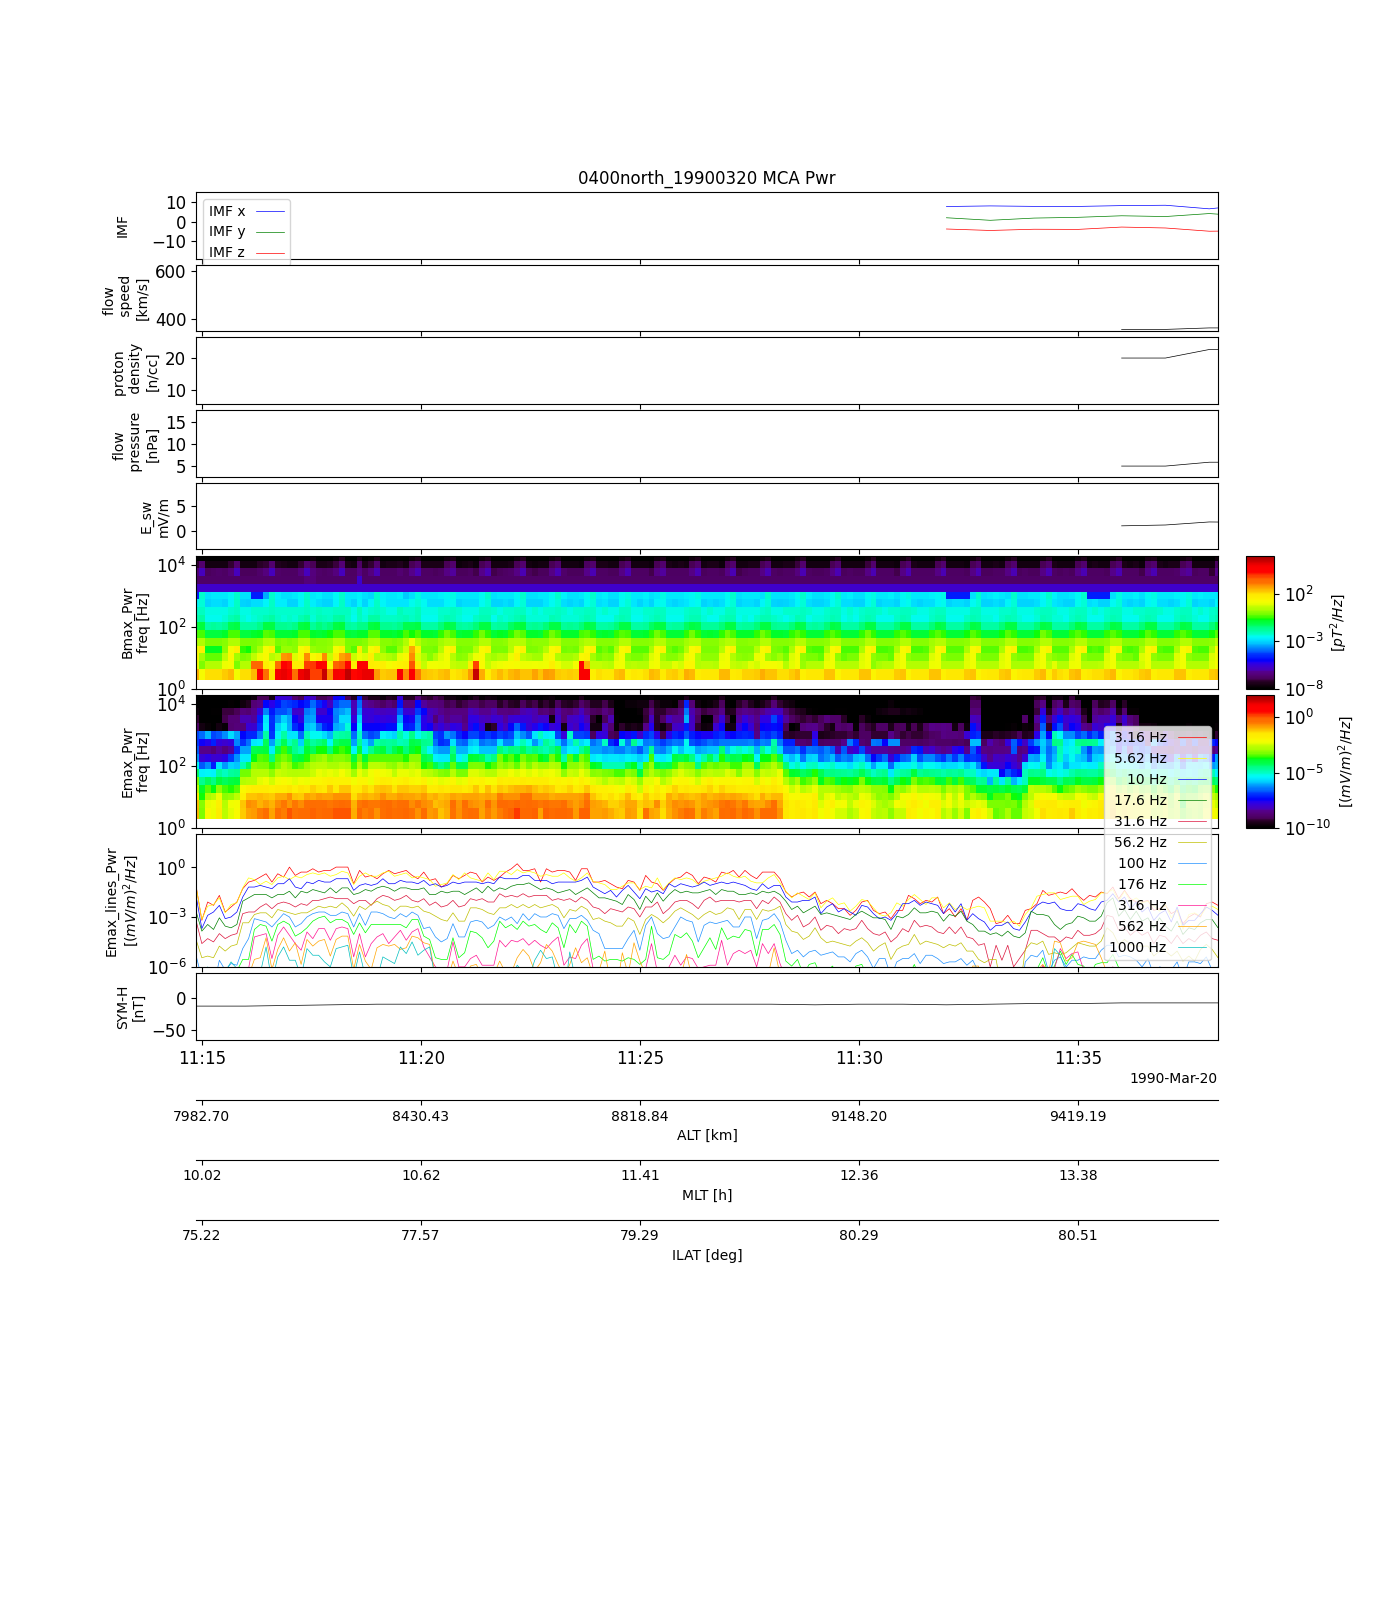 0400north_19900320 MCA Pwr
10
0
−10
IMF
IMF x
IMF y
IMF z
600
400
flow
speed
[km/s]
20
10
proton
density
[n/cc]
15
10
5
flow
pressure
[nPa]
5
0
E_sw
mV/m
10^4
10^2
10^0
Bmax_Pwr
freq [Hz]
10^2
10^−3
10^−8
[pT^2/Hz]
10^4
10^2
10^0
Emax_Pwr
freq [Hz]
10^0
10^−5
10^−10
[(mV/m)^2/Hz]
3.16 Hz
5.62 Hz
10 Hz
17.6 Hz
31.6 Hz
56.2 Hz
100 Hz
176 Hz
316 Hz
562 Hz
1000 Hz
10^0
10^−3
10^−6
Emax_lines_Pwr
[(mV/m)^2/Hz]
0
−50
SYM-H
[nT]
11:15 11:20 11:25 11:30 11:35
1990-Mar-20
7982.70 8430.43 8818.84 9148.20 9419.19
ALT [km]
10.02 10.62 11.41 12.36 13.38
MLT [h]
75.22 77.57 79.29 80.29 80.51
ILAT [deg]